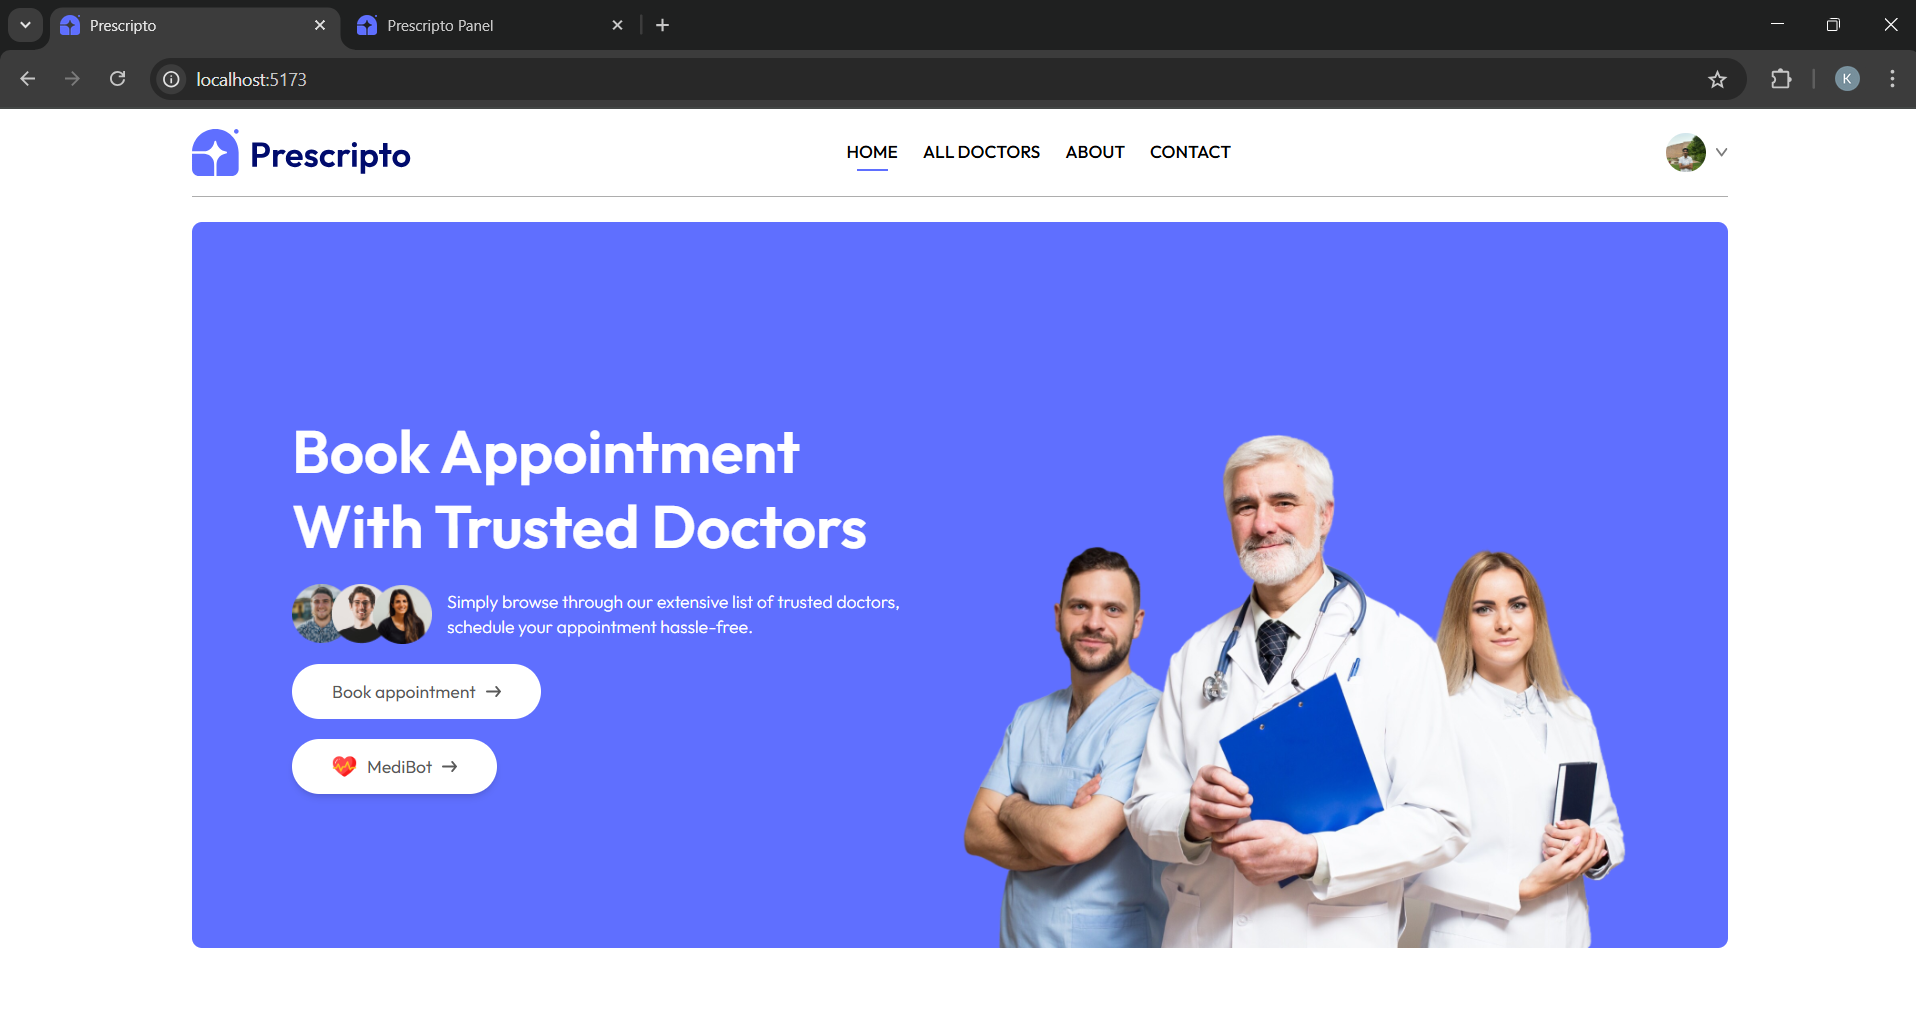 Prescripto
Prescripto Panel
localhost:5173
K
Prescripto
HOME
ALL DOCTORS
ABOUT
CONTACT
Book Appointment
With Trusted Doctors
Simply browse through our extensive list of trusted doctors,
schedule your appointment hassle-free.
Book appointment →
MediBot →